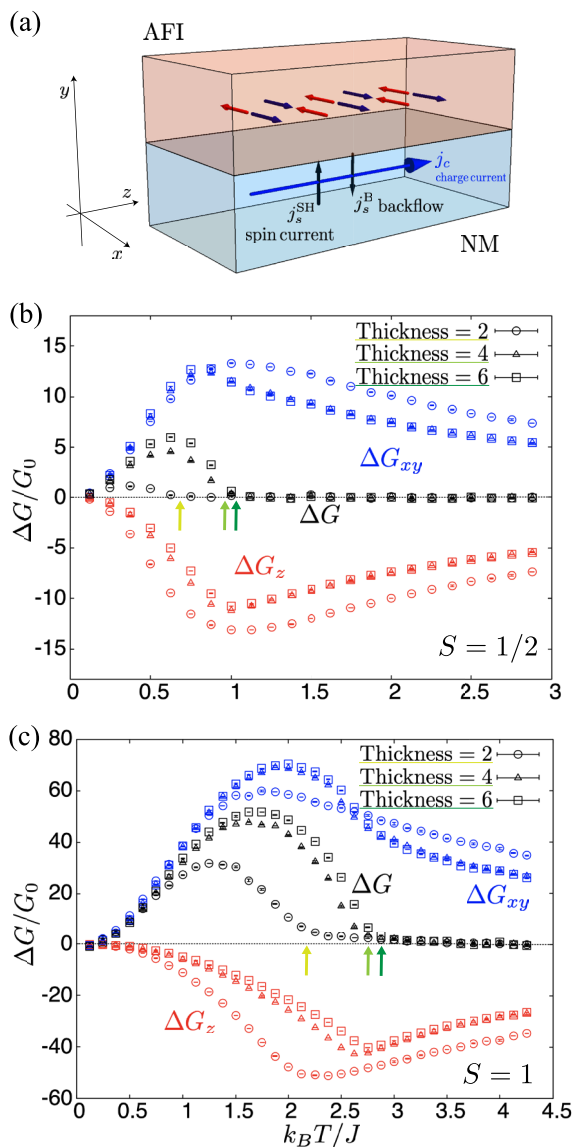 (a)
AFI
y
z
x
j_c
charge current
j_s^SH
j_s^B backflow
spin current
NM
(b)
Thickness = 2
Thickness = 4
Thickness = 6
ΔG/G_0
15
10
5
0
-5
-10
-15
ΔG_xy
ΔG
ΔG_z
S = 1/2
0 0.5 1 1.5 2 2.5 3
(c)
Thickness = 2
Thickness = 4
Thickness = 6
ΔG/G_0
80
60
40
20
0
-20
-40
-60
ΔG
ΔG_xy
ΔG_z
S = 1
0 0.5 1.0 1.5 2.0 2.5 3.0 3.5 4.0 4.5
k_BT/J